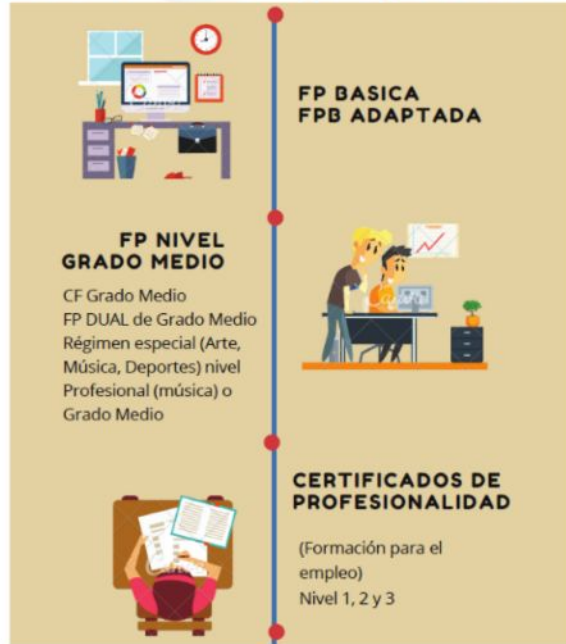 FP BASICA
FPB ADAPTADA
FP NIVEL
GRADO MEDIO
CF Grado Medio
FP DUAL de Grado Medio
Régimen especial (Arte,
Música, Deportes) nivel
Profesional (música) o
Grado Medio
CERTIFICADOS DE
PROFESIONALIDAD
(Formación para el
empleo)
Nivel 1, 2 y 3